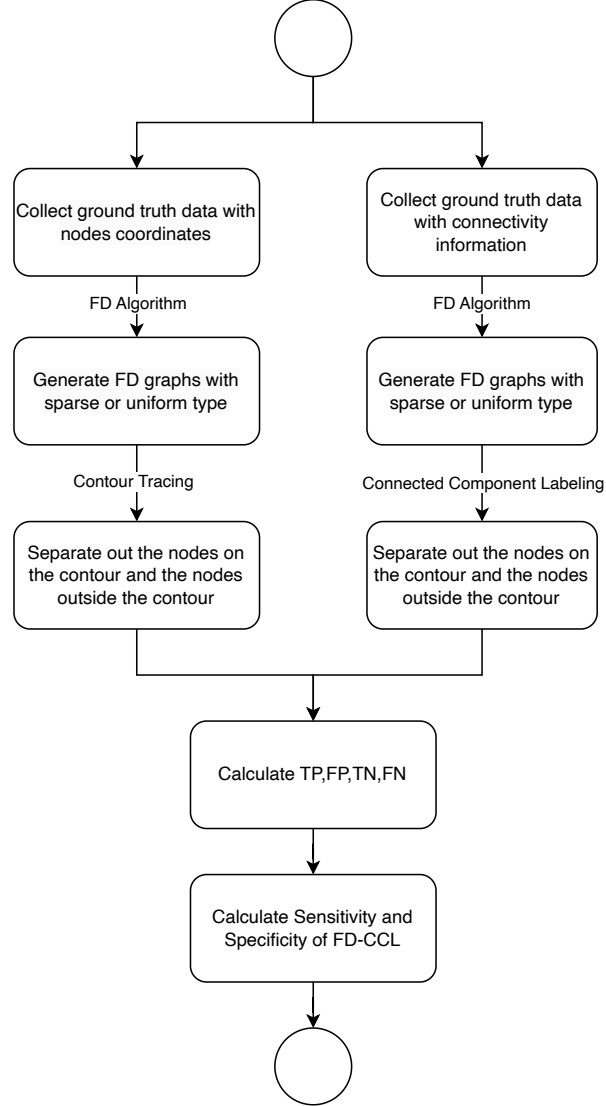 Collect ground truth data with
nodes coordinates
Collect ground truth data
with connectivity
information
FD Algorithm
FD Algorithm
Generate FD graphs with
sparse or uniform type
Generate FD graphs with
sparse or uniform type
Contour Tracing
Connected Component Labeling
Separate out the nodes on
the contour and the nodes
outside the contour
Separate out the nodes on
the contour and the nodes
outside the contour
Calculate TP,FP,TN,FN
Calculate Sensitivity and
Specificity of FD-CCL